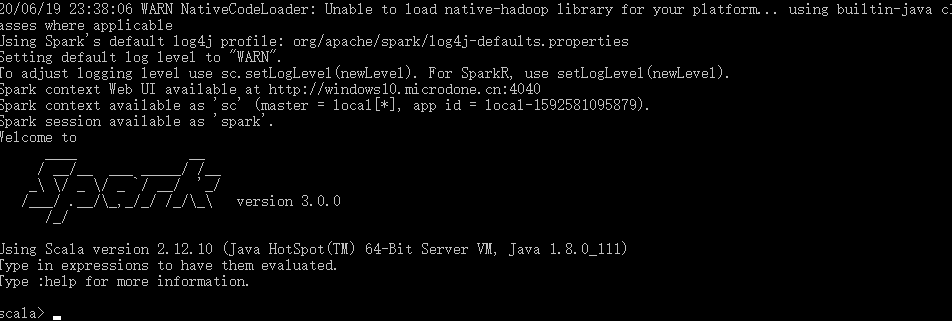 20/06/19 23:38:06 WARN NativeCodeLoader: Unable to load native-hadoop library for your platform... using builtin-java cl
asses where applicable
Using Spark's default log4j profile: org/apache/spark/log4j-defaults.properties
Setting default log level to "WARN".
To adjust logging level use sc.setLogLevel(newLevel). For SparkR, use setLogLevel(newLevel).
Spark context Web UI available at http://windows10.microdone.cn:4040
Spark context available as 'sc' (master = local[*], app id = local-1592581095879).
Spark session available as 'spark'.
Welcome to
Spark version 3.0.0
Using Scala version 2.12.10 (Java HotSpot(TM) 64-Bit Server VM, Java 1.8.0_111)
Type in expressions to have them evaluated.
Type :help for more information.
scala> _